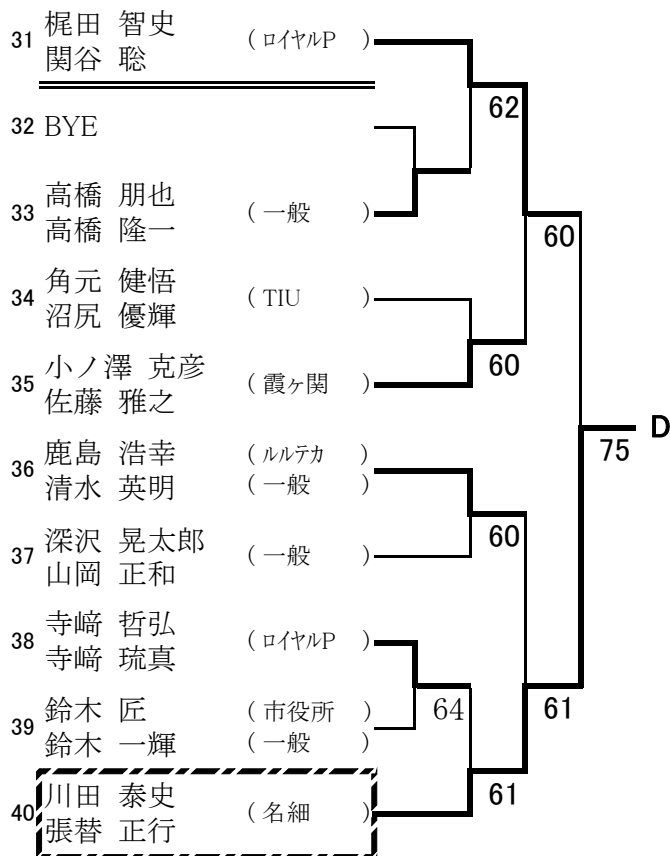 31 梶田 智史 (ロイヤルP )
関谷 聡
62
32 BYE
33 高橋 朋也 (一般 )
高橋 隆一
60
34 角元 健悟 (TIU )
沼尻 優輝
60
35 小ノ澤 克彦 (霞ヶ関 )
佐藤 雅之
75 D
36 鹿島 浩幸 (ルルテカ )
清水 英明 (一般 )
60
37 深沢 晃太郎 (一般 )
山岡 正和
38 寺﨑 哲弘 (ロイヤルP )
寺﨑 琉真
64 61
39 鈴木 匠 (市役所 )
鈴木 一輝 (一般 )
61
40 川田 泰史 (名細 )
張替 正行